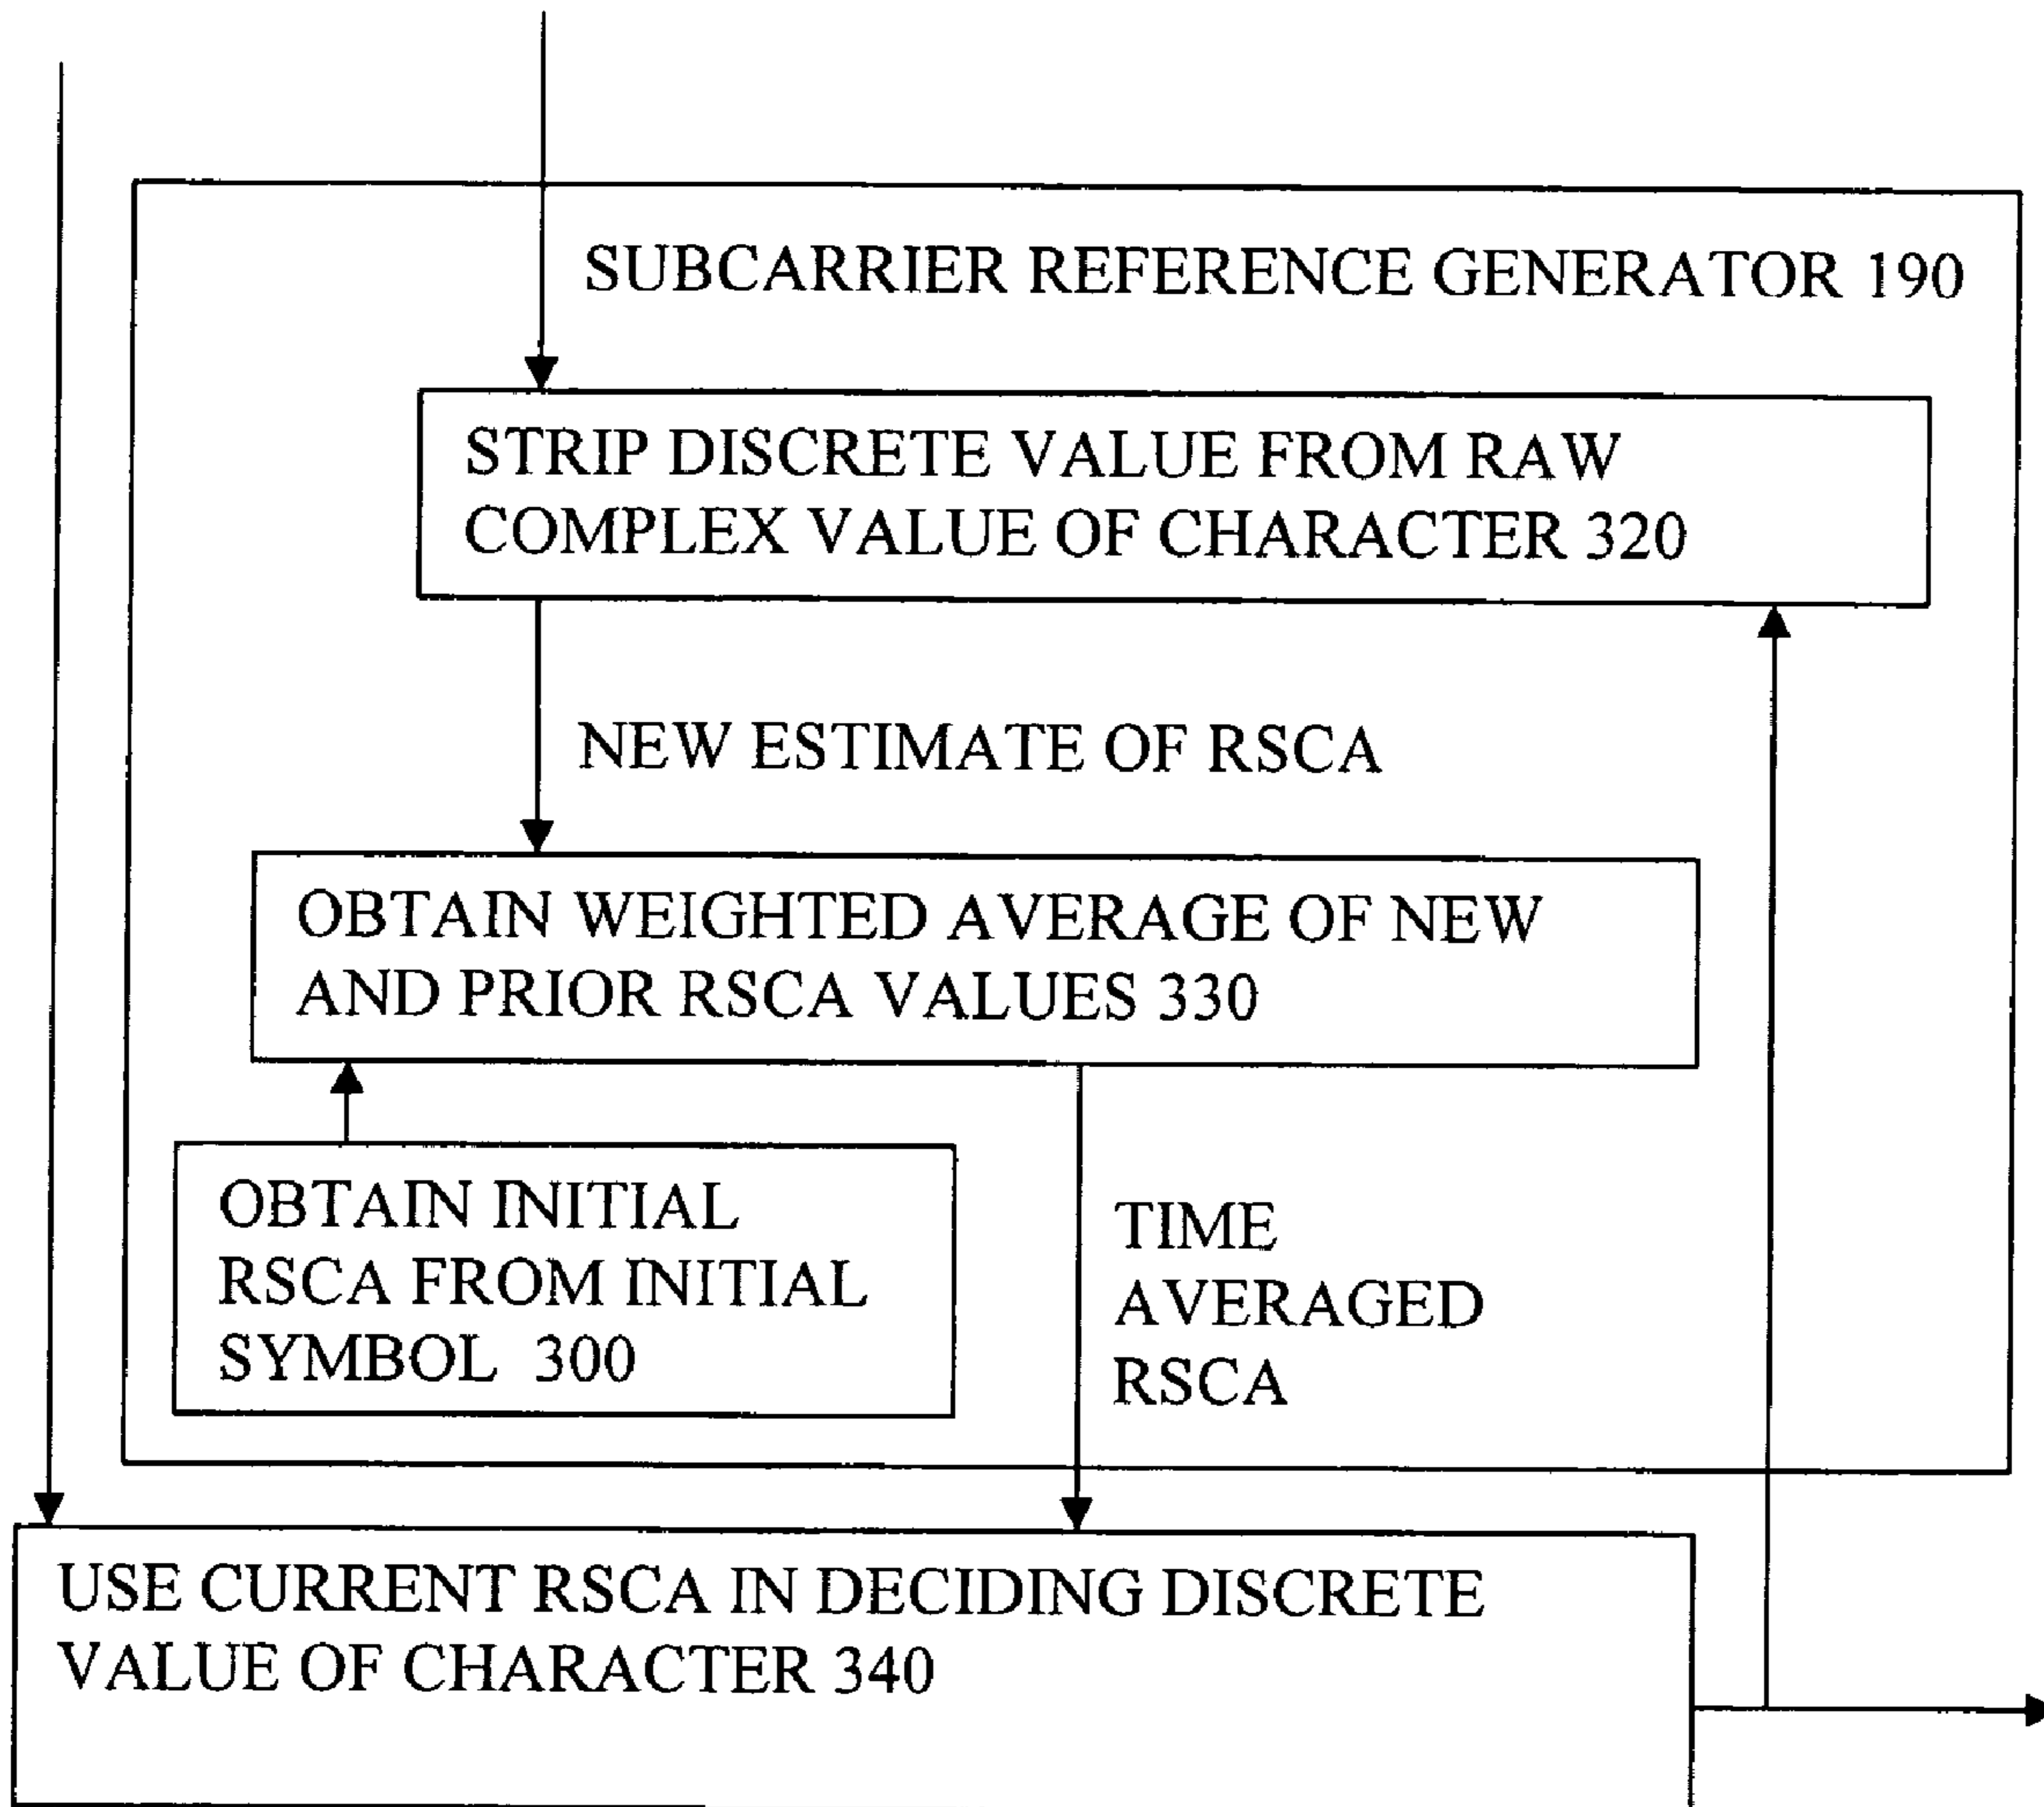 SUBCARRIER REFERENCE GENERATOR 190
STRIP DISCRETE VALUE FROM RAW
COMPLEX VALUE OF CHARACTER 320
NEW ESTIMATE OF RSCA
OBTAIN WEIGHTED AVERAGE OF NEW
AND PRIOR RSCA VALUES 330
OBTAIN INITIAL
RSCA FROM INITIAL
SYMBOL 300
TIME
AVERAGED
RSCA
USE CURRENT RSCA IN DECIDING DISCRETE
VALUE OF CHARACTER 340